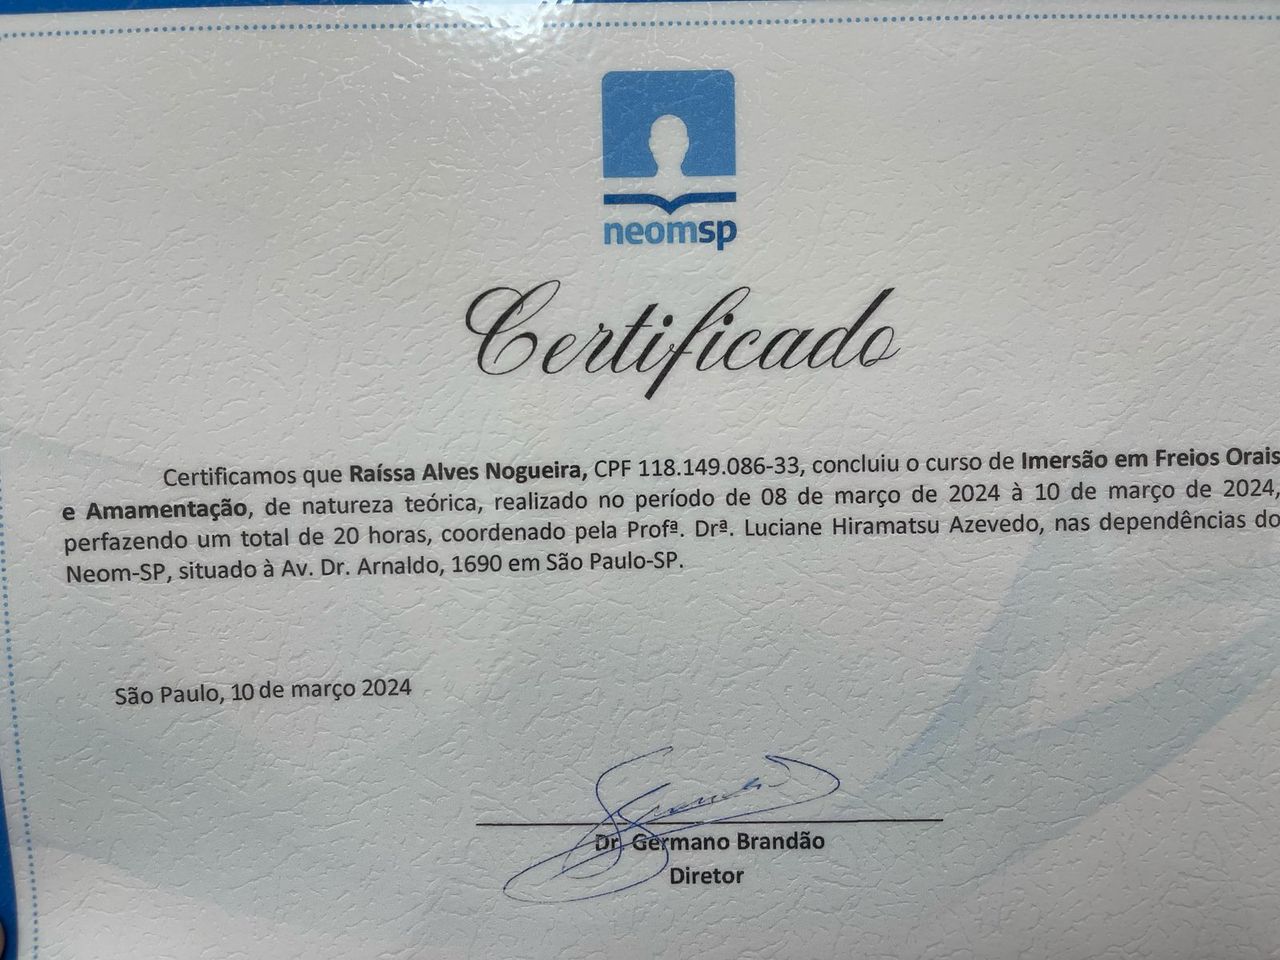 neomsp
Certificado
Certificamos que Raíssa Alves Nogueira, CPF 118.149.086-33, concluiu o curso de Imersão em Freios Orais
e Amamentação, de natureza teórica, realizado no período de 08 de março de 2024 à 10 de março de 2024,
perfazendo um total de 20 horas, coordenado pela Profª. Drª. Luciane Hiramatsu Azevedo, nas dependências do
Neom-SP, situado à Av. Dr. Arnaldo, 1690 em São Paulo-SP.
São Paulo, 10 de março 2024
Dr Germano Brandão
Diretor